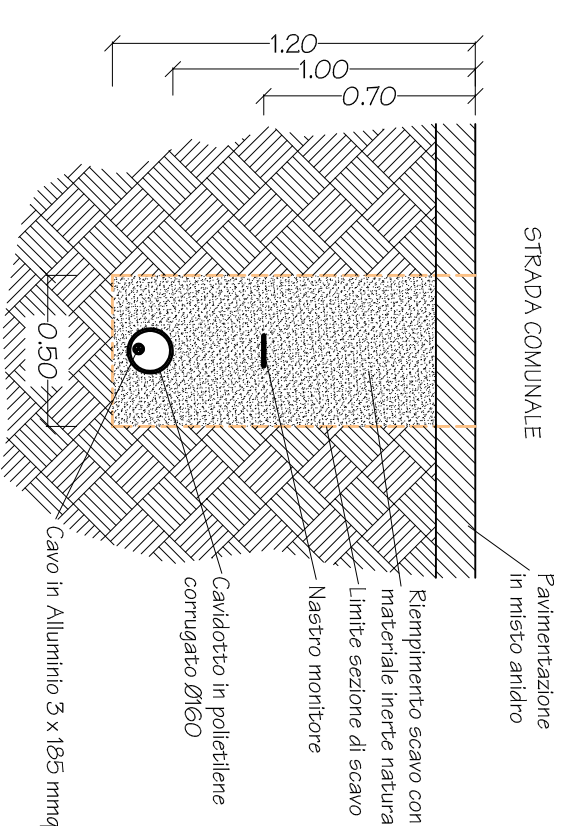 STRADA COMUNALE
1.20
1.00
0.70
0.50
Pavimentazione
in misto anidro
Riempimento scavo con
materiale inerte natura
Limite sezione di scavo
Nastro monitore
Cavidotto in polietilene
corrugato Ø160
Cavo in Alluminio 3 x 185 mmq